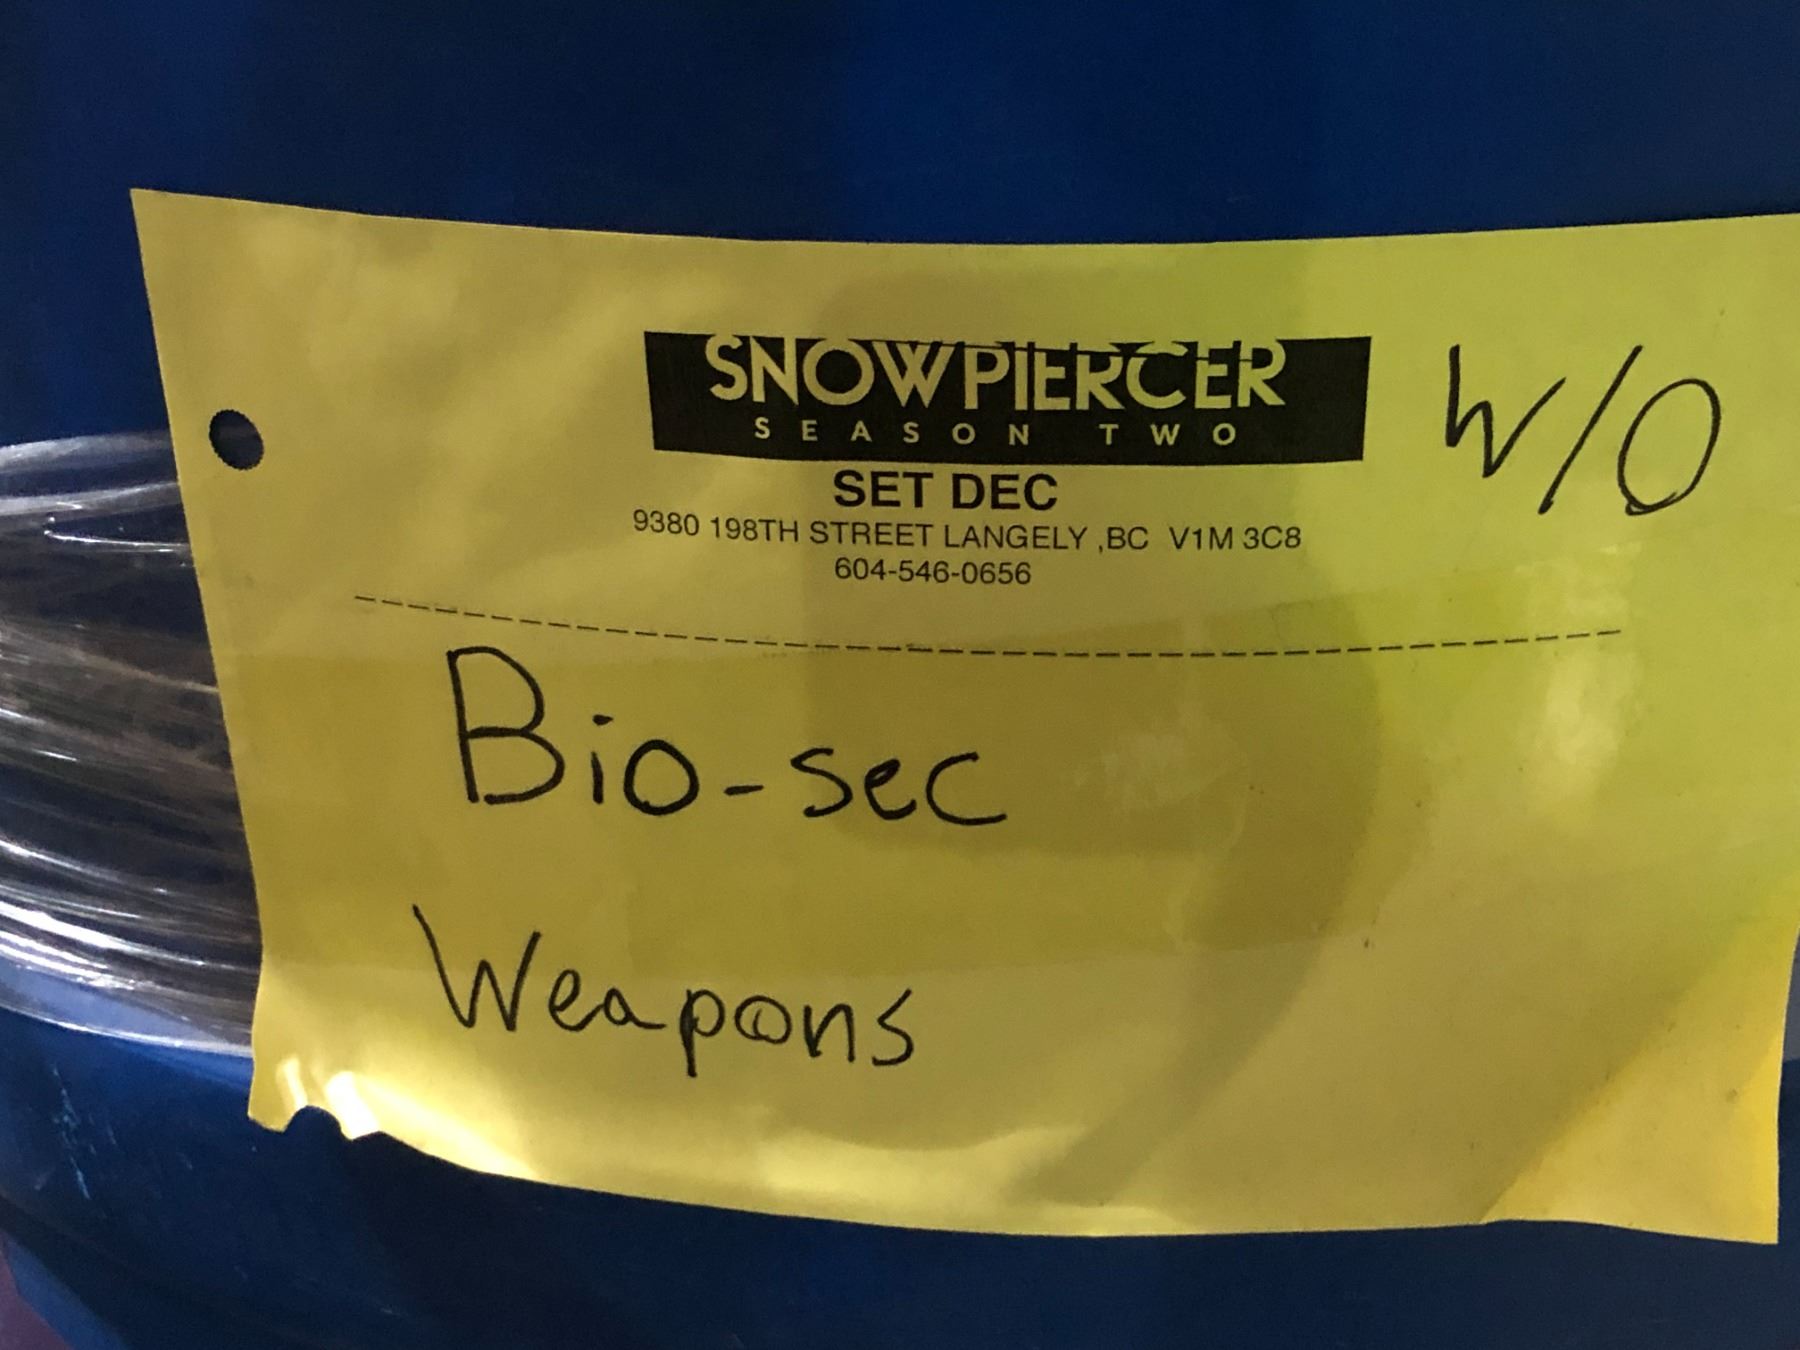 SNOWPIERCER
SEASON TWO
W/O
SET DEC
9380 198TH STREET LANGELY ,BC V1M 3C8
604-546-0656
Bio-sec
Weapons